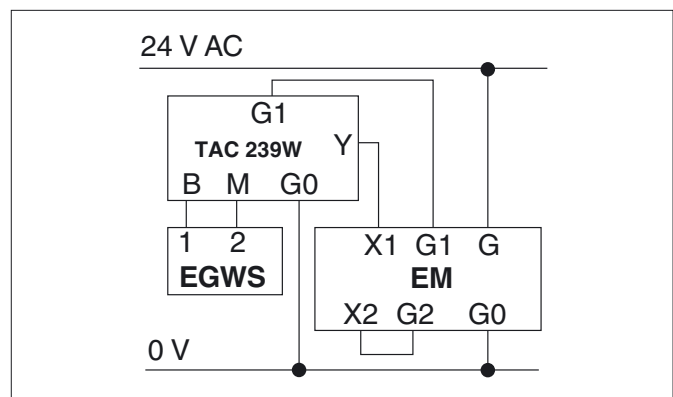 24 V AC
G1
TAC 239W Y
B M G0
1 2
EGWS
X1 G1 G
EM
X2 G2 G0
0 V